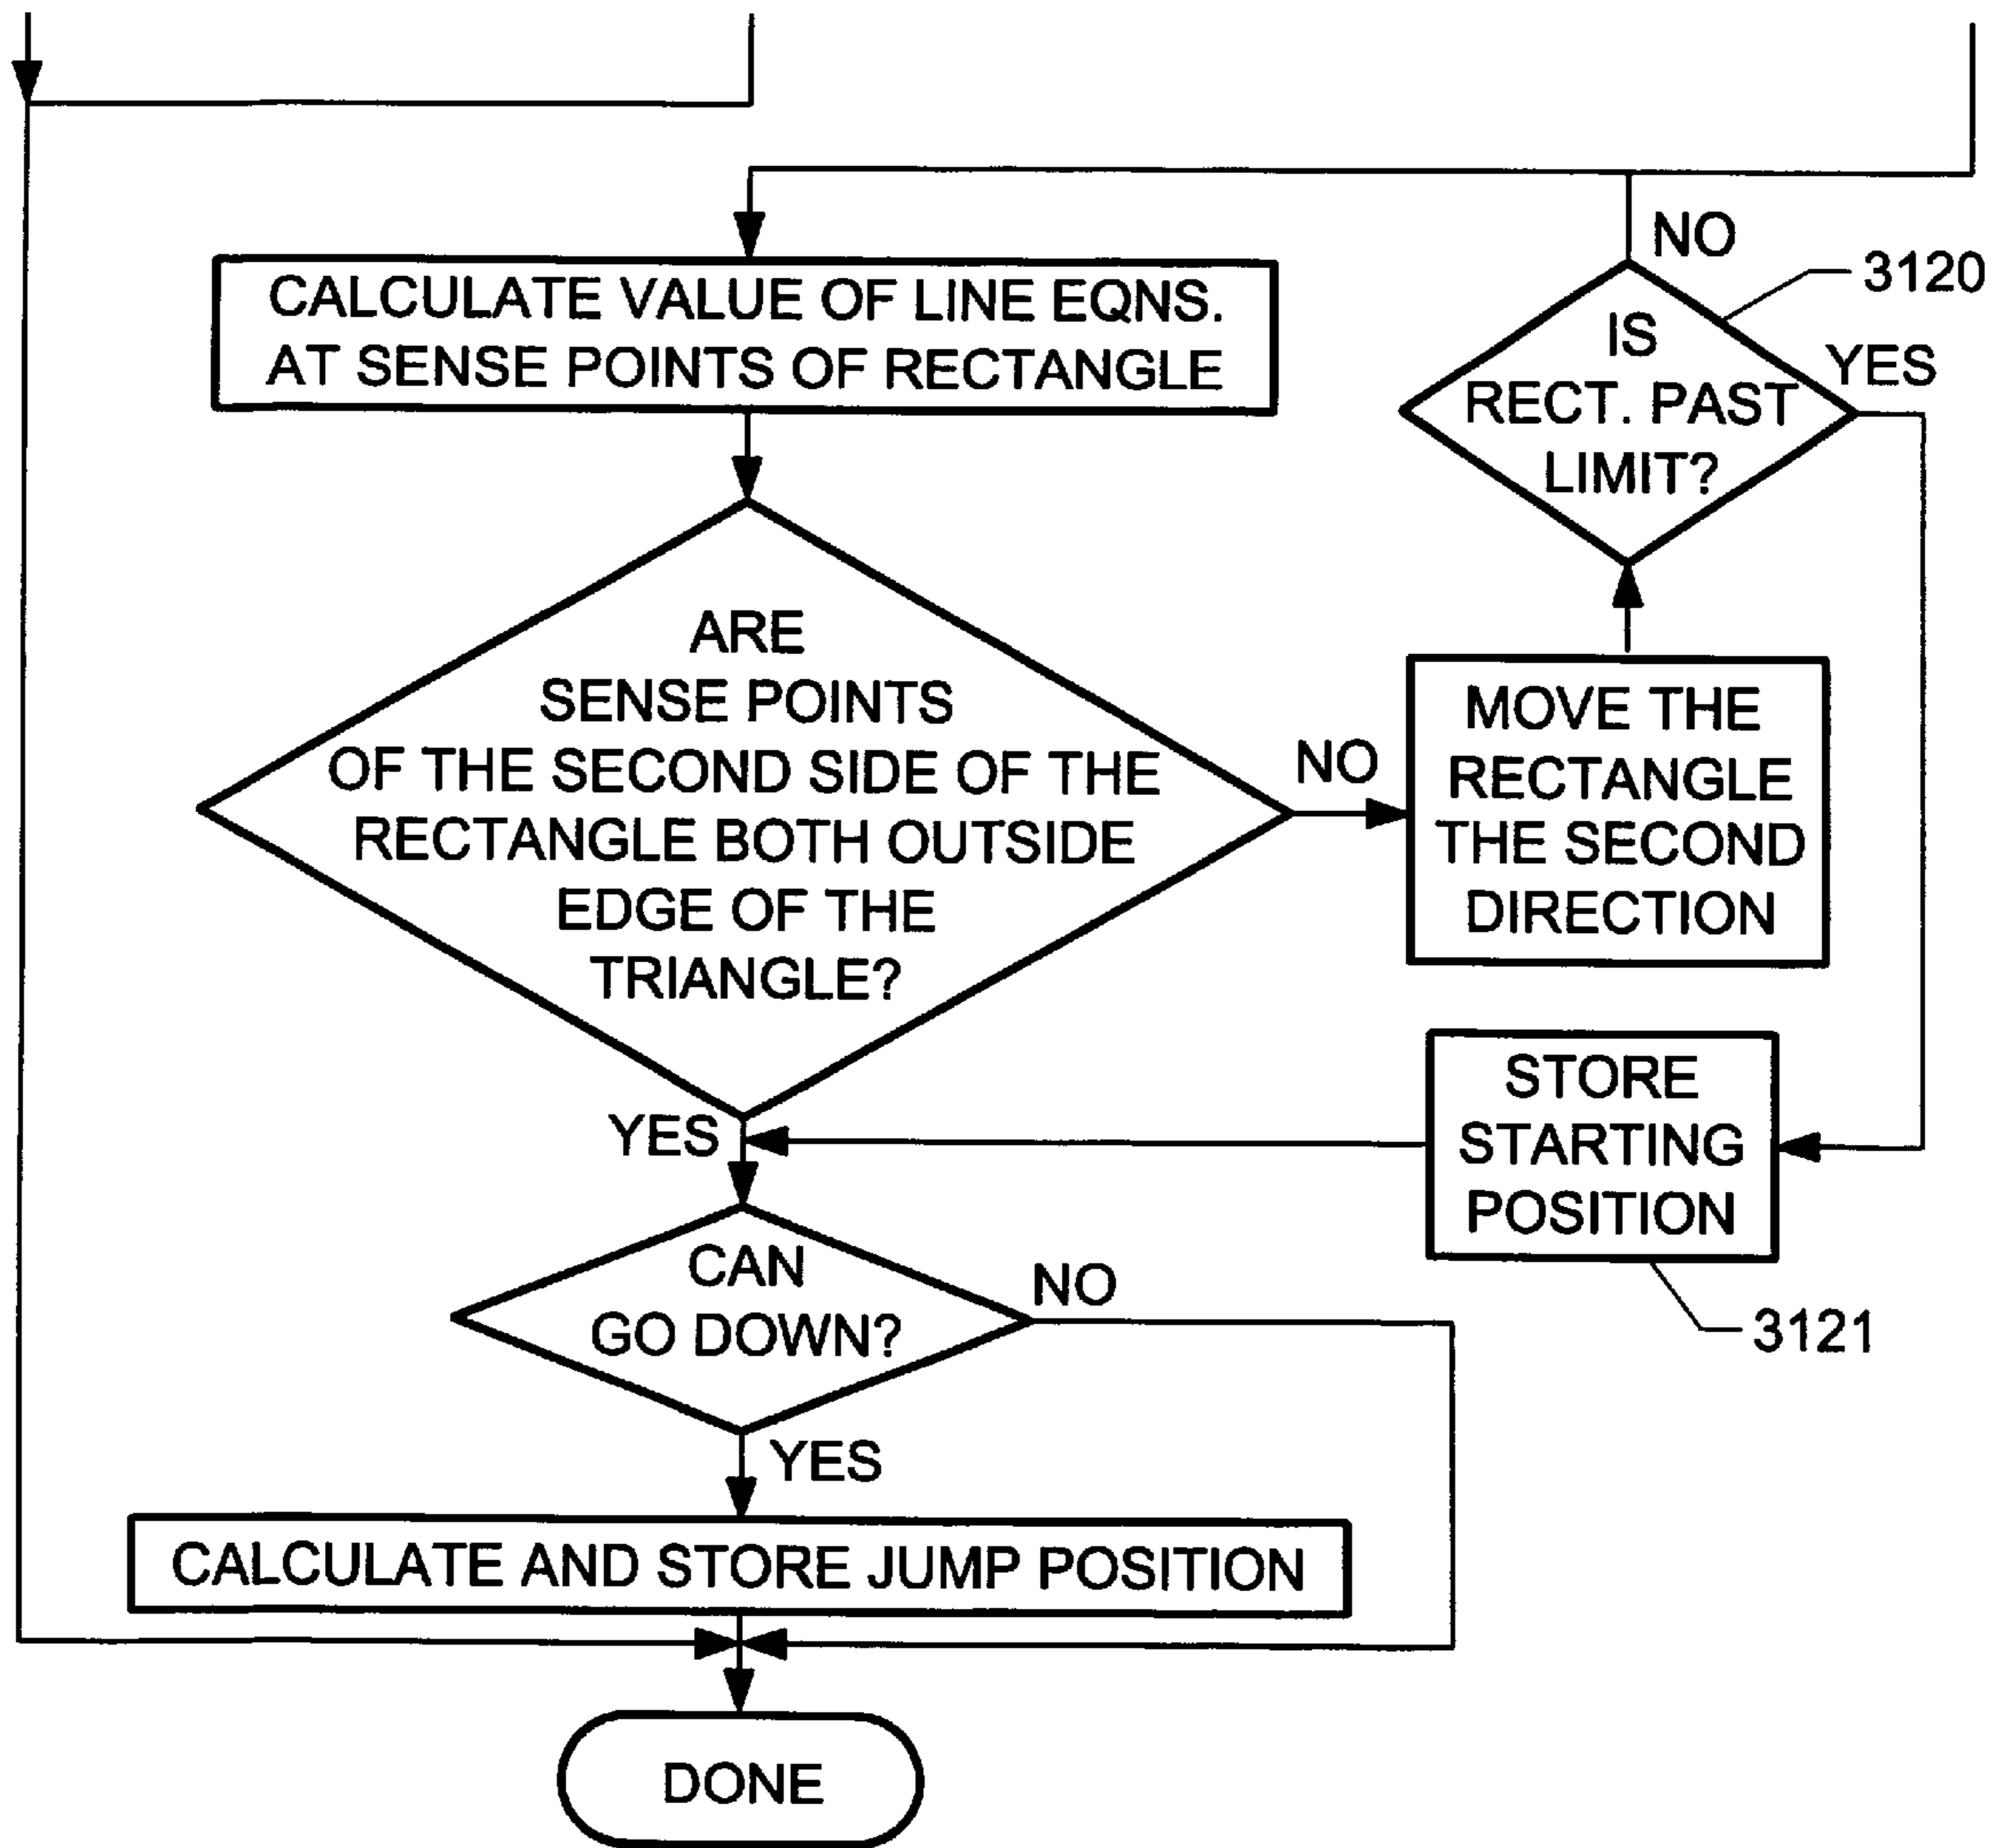 CALCULATE VALUE OF LINE EQNS.
AT SENSE POINTS OF RECTANGLE
NO
3120
IS
RECT. PAST
LIMIT?
YES
ARE
SENSE POINTS
OF THE SECOND SIDE OF THE
RECTANGLE BOTH OUTSIDE
EDGE OF THE
TRIANGLE?
NO
MOVE THE
RECTANGLE
THE SECOND
DIRECTION
YES
STORE
STARTING
POSITION
3121
CAN
GO DOWN?
NO
YES
CALCULATE AND STORE JUMP POSITION
DONE